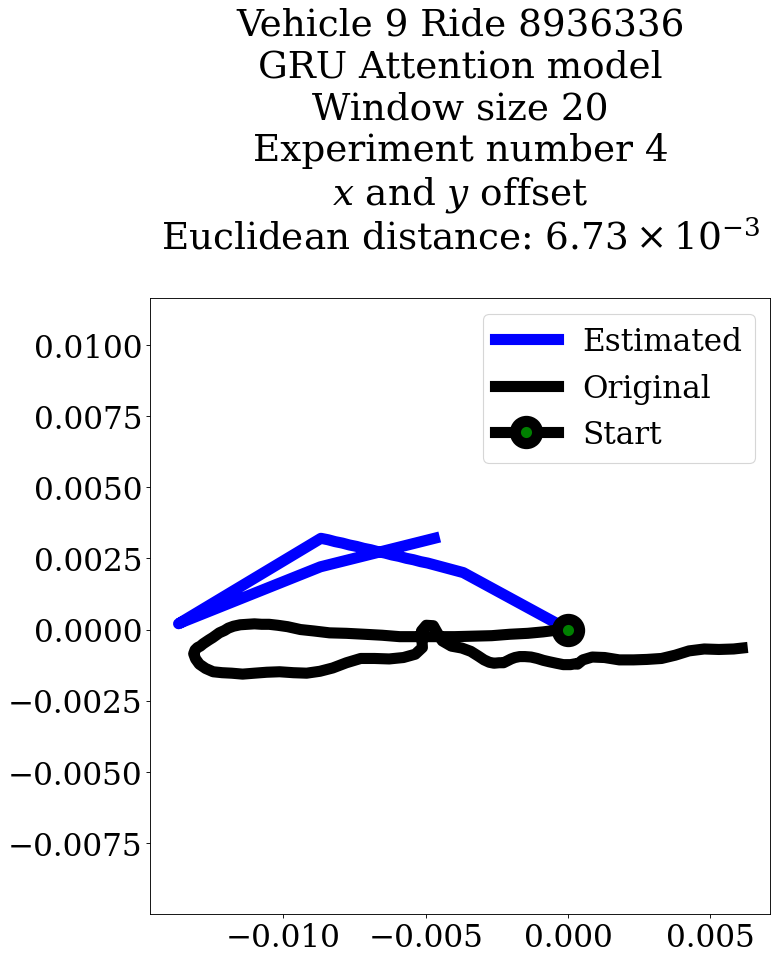 Vehicle 9 Ride 8936336
GRU Attention model
Window size 20
Experiment number 4
x and y offset
Euclidean distance: 6.73 × 10⁻³
Estimated
Original
Start
0.0100
0.0075
0.0050
0.0025
0.0000
−0.0025
−0.0050
−0.0075
−0.010
−0.005
0.000
0.005